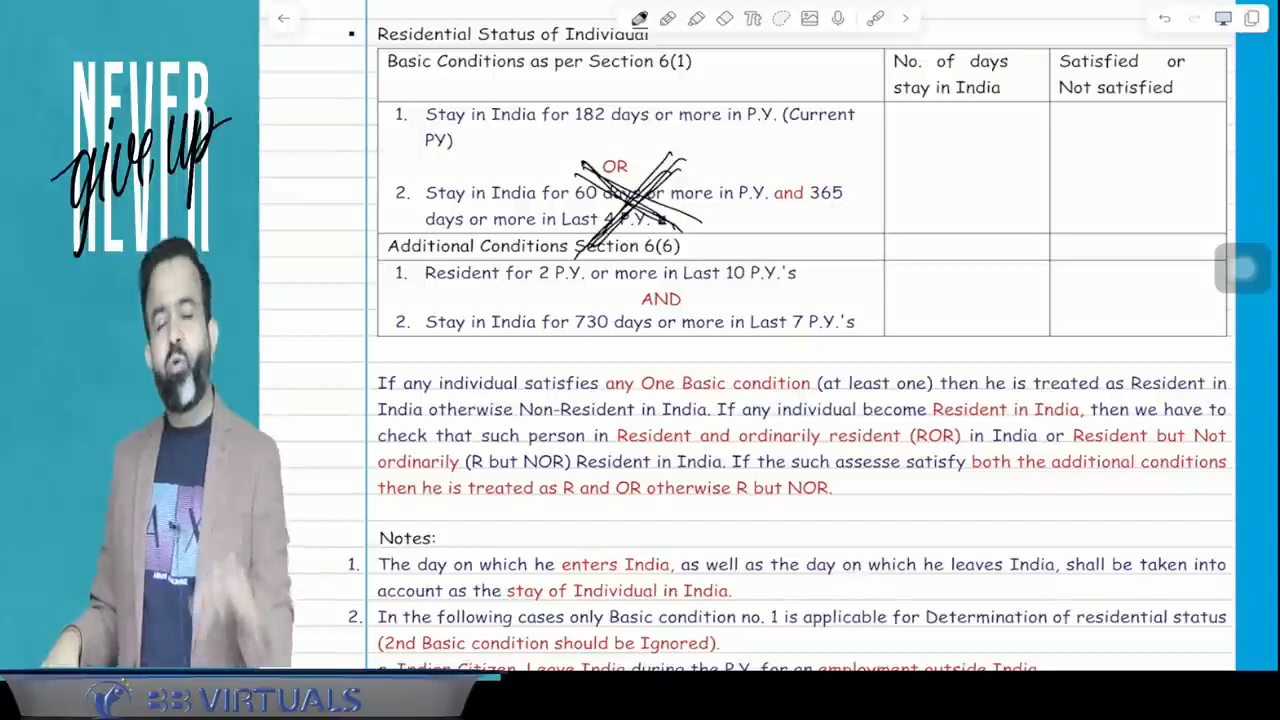 NEVER
give up
NEVER
Residential Status of Individual
Basic Conditions as per Section 6(1)
No. of days
stay in India
Satisfied or
Not satisfied
1. Stay in India for 182 days or more in P.Y. (Current
PY)
OR
2. Stay in India for 60 days or more in P.Y. and 365
days or more in Last 4 P.Y.
Additional Conditions Section 6(6)
1. Resident for 2 P.Y. or more in Last 10 P.Y.'s
AND
2. Stay in India for 730 days or more in Last 7 P.Y.'s
If any individual satisfies any One Basic condition (at least one) then he is treated as Resident in
India otherwise Non-Resident in India. If any individual become Resident in India, then we have to
check that such person in Resident and ordinarily resident (ROR) in India or Resident but Not
ordinarily (R but NOR) Resident in India. If the such assesse satisfy both the additional conditions
then he is treated as R and OR otherwise R but NOR.
Notes:
1. The day on which he enters India, as well as the day on which he leaves India, shall be taken into
account as the stay of Individual in India.
2. In the following cases only Basic condition no. 1 is applicable for Determination of residential status
(2nd Basic condition should be Ignored).
a. Indian Citizen, Leave India during the P.Y. for an employment outside India
A X
BB VIRTUALS